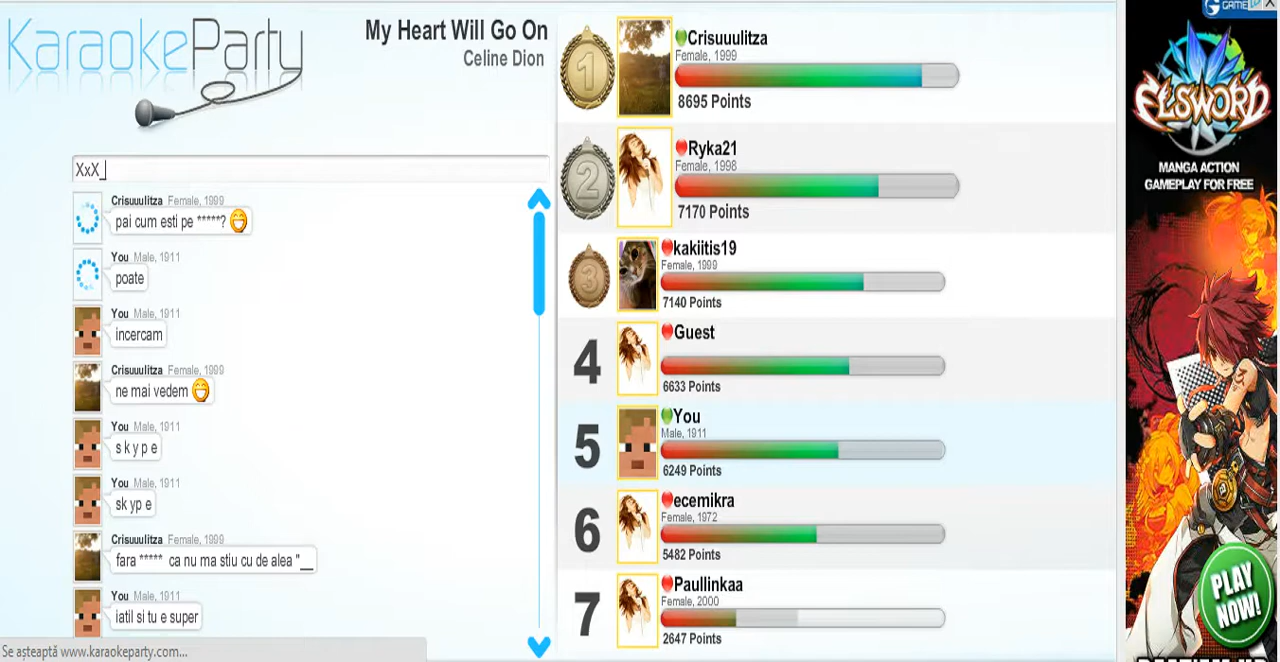 KaraokeParty
My Heart Will Go On
Celine Dion
XxX_
Crisuuulitza Female, 1999
pai cum esti pe *****?
You Male, 1911
poate
You Male, 1911
incercam
Crisuuulitza Female, 1999
ne mai vedem
You Male, 1911
s k y p e
You Male, 1911
sk yp e
Crisuuulitza Female, 1999
fara ***** ca nu ma stiu cu de alea "__
You Male, 1911
iatil si tu e super
Se așteaptă www.karaokeparty.com...
1
Crisuuulitza
Female, 1999
8695 Points
2
Ryka21
Female, 1998
7170 Points
3
kakiitis19
Female, 1999
7140 Points
4
Guest
6633 Points
5
You
Male, 1911
6249 Points
6
ecemikra
Female, 1972
5482 Points
7
Paullinkaa
Female, 2000
2647 Points
ELSWORD
MANGA ACTION
GAMEPLAY FOR FREE
PLAY
NOW!